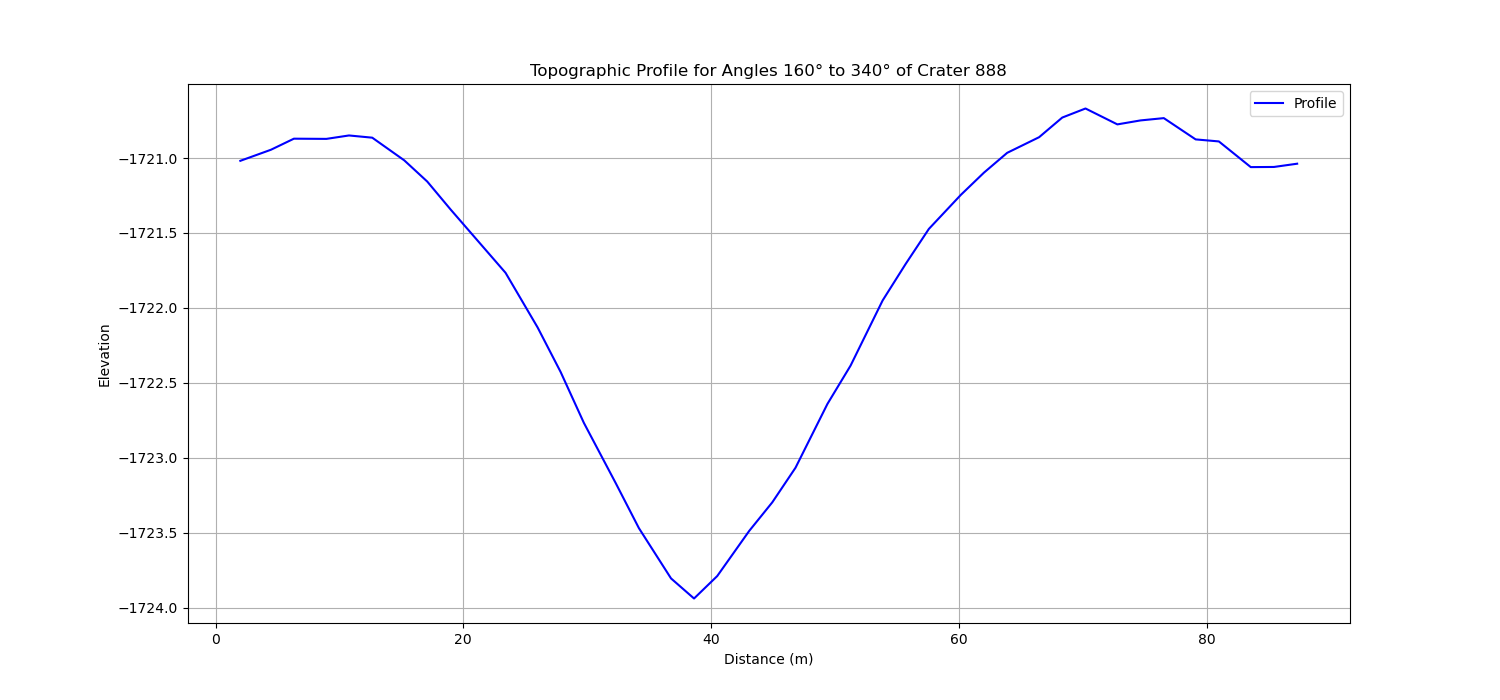 Topographic Profile for Angles 160° to 340° of Crater 888
Profile
−1721.0
−1721.5
−1722.0
−1722.5
−1723.0
−1723.5
−1724.0
Elevation
0 20 40 60 80
Distance (m)